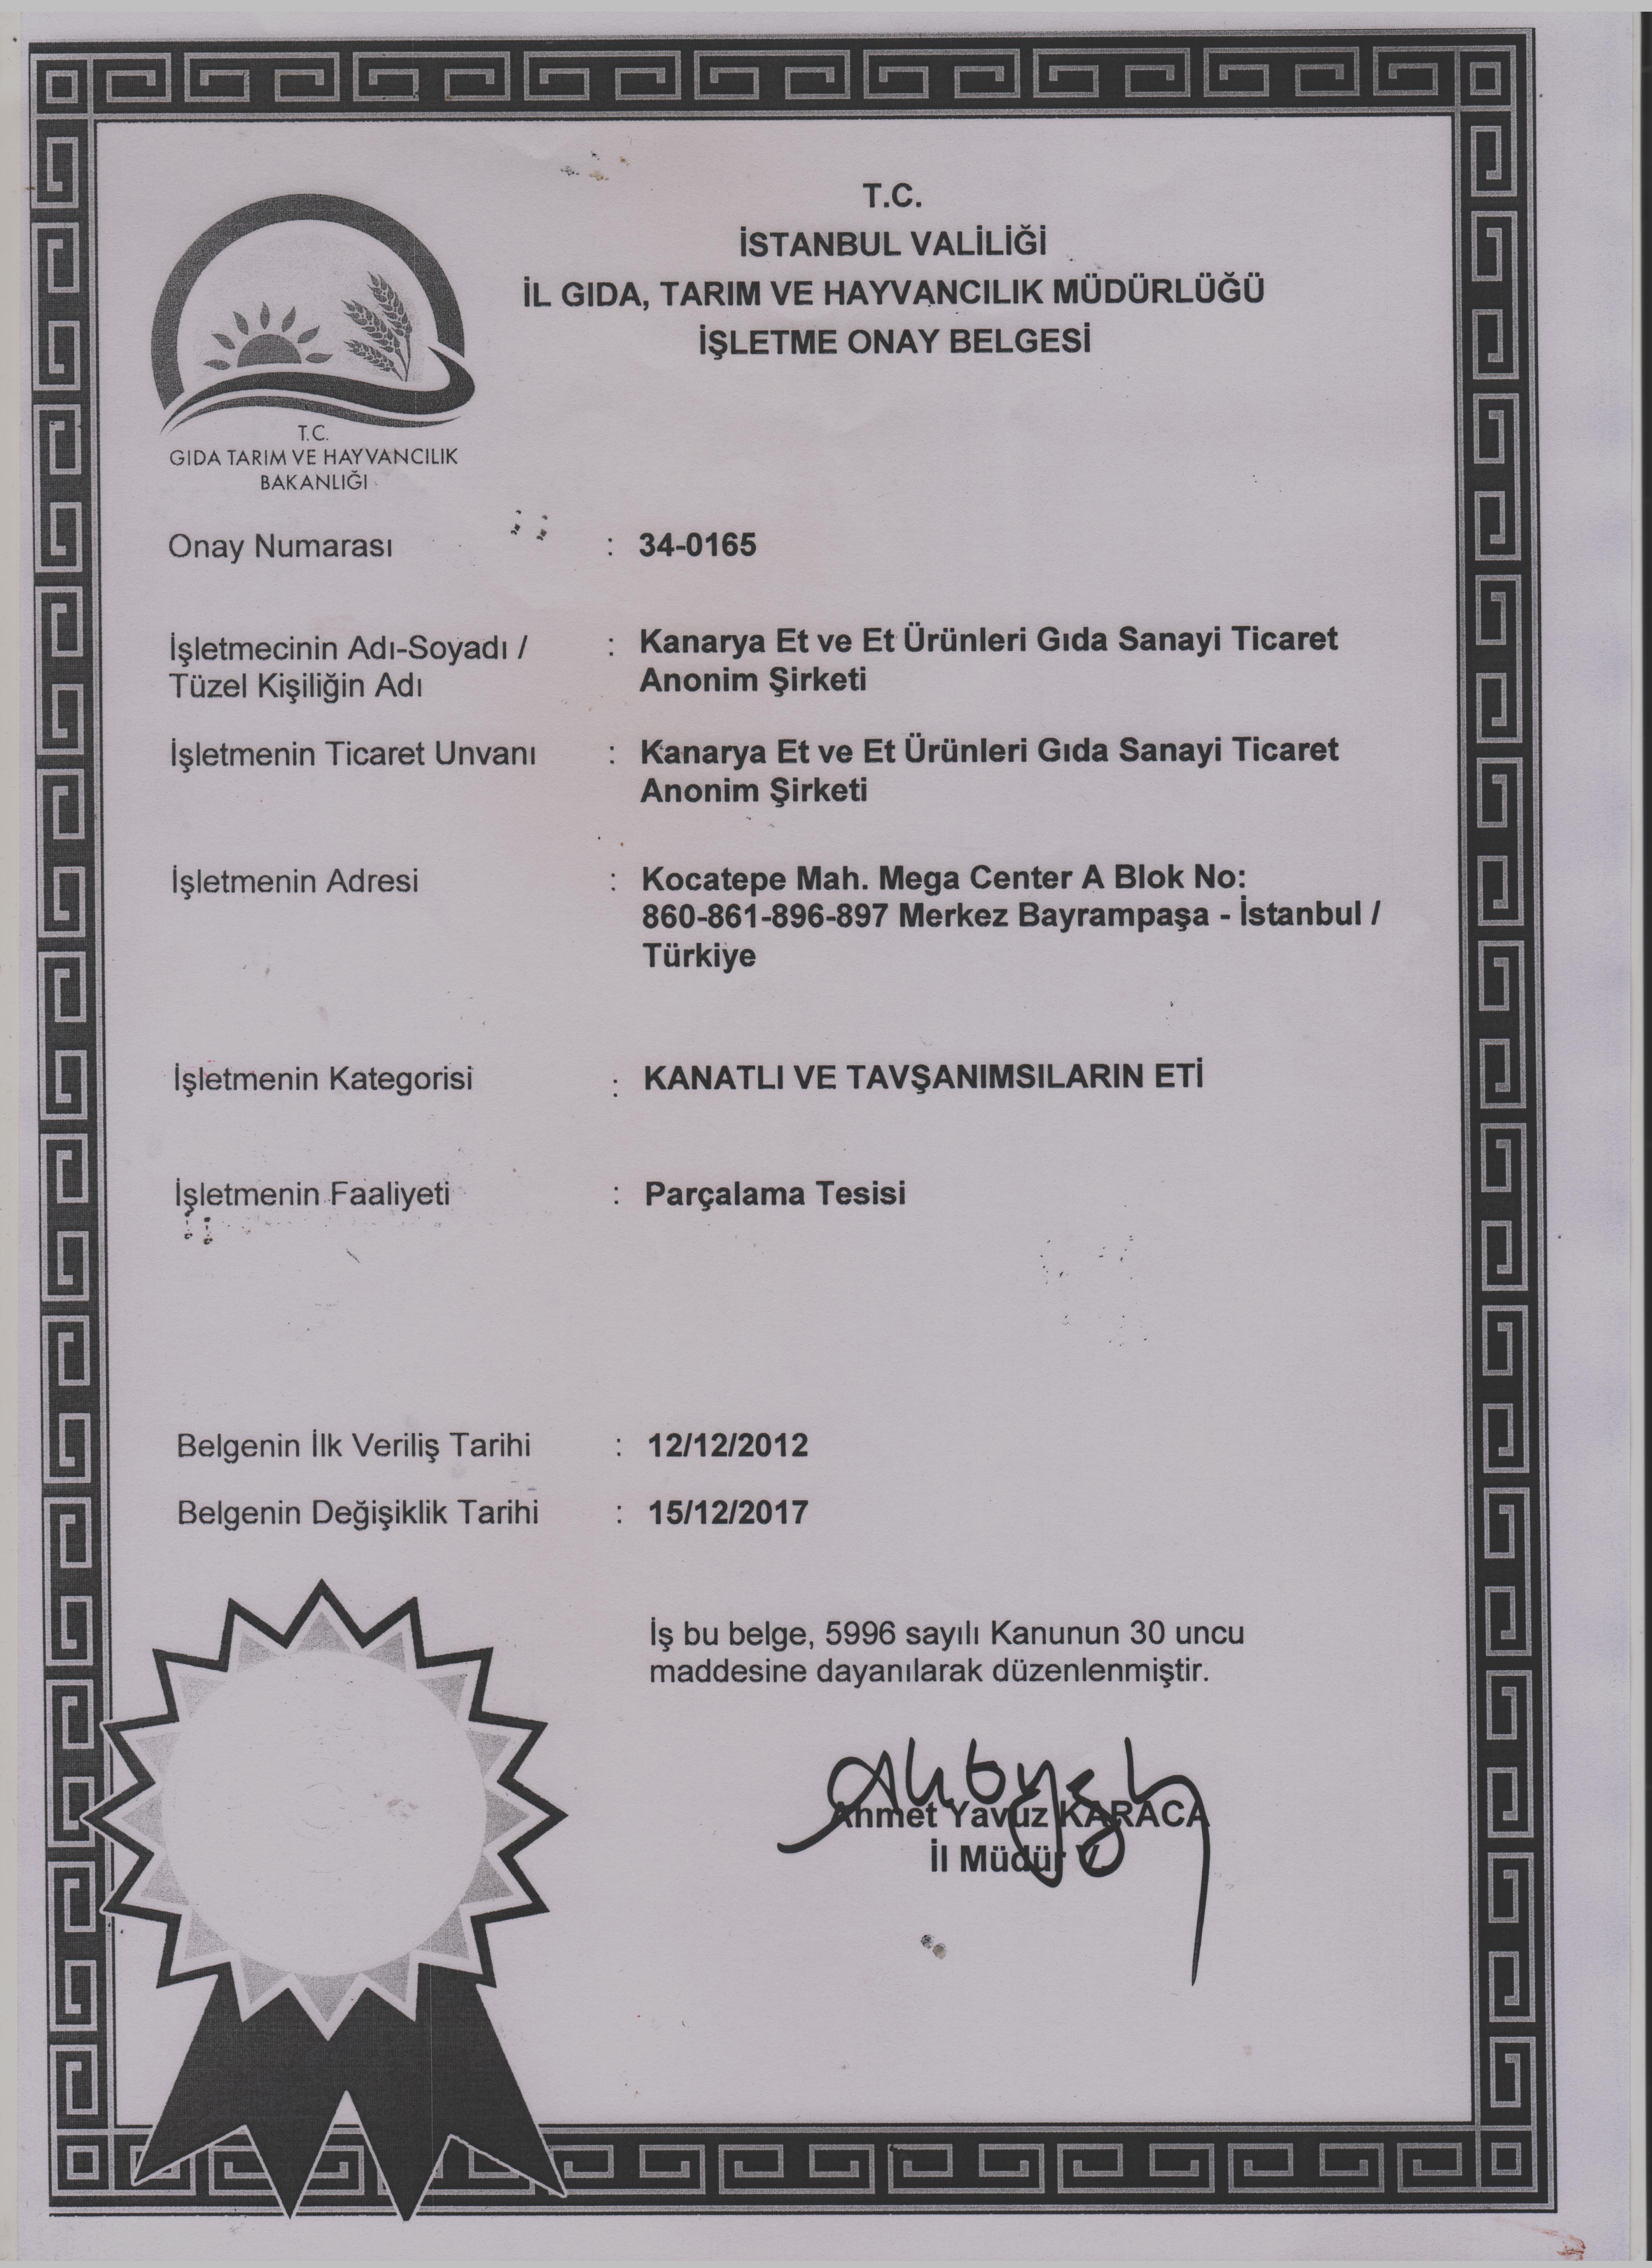 T.C.
İSTANBUL VALİLİĞİ
İL GIDA, TARIM VE HAYVANCILIK MÜDÜRLÜĞÜ
İŞLETME ONAY BELGESİ
T.C.
GIDA TARIM VE HAYVANCILIK
BAKANLIĞI
Onay Numarası : 34-0165
İşletmecinin Adı-Soyadı / : Kanarya Et ve Et Ürünleri Gıda Sanayi Ticaret
Tüzel Kişiliğin Adı Anonim Şirketi
İşletmenin Ticaret Unvanı : Kanarya Et ve Et Ürünleri Gıda Sanayi Ticaret
Anonim Şirketi
İşletmenin Adresi : Kocatepe Mah. Mega Center A Blok No:
860-861-896-897 Merkez Bayrampaşa - İstanbul /
Türkiye
İşletmenin Kategorisi : KANATLI VE TAVŞANIMSILARIN ETİ
İşletmenin Faaliyeti : Parçalama Tesisi
Belgenin İlk Veriliş Tarihi : 12/12/2012
Belgenin Değişiklik Tarihi : 15/12/2017
İş bu belge, 5996 sayılı Kanunun 30 uncu
maddesine dayanılarak düzenlenmiştir.
Ahmet Yavuz KARACA
İl Müdür V.